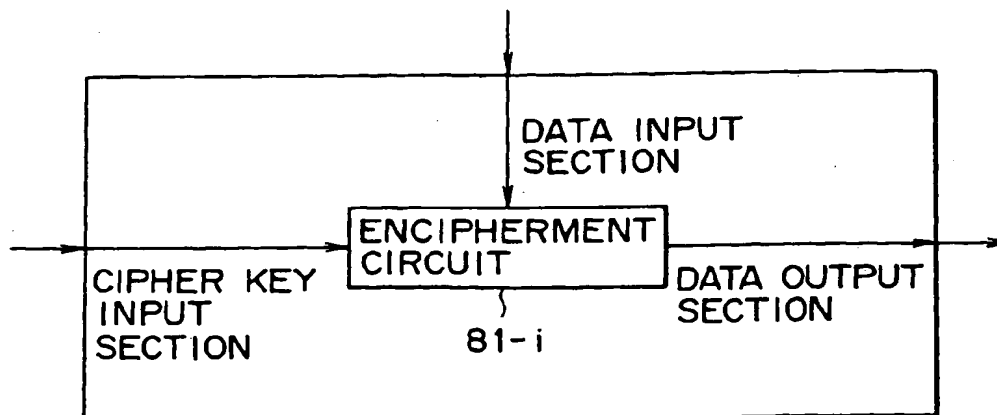 DATA INPUT
SECTION
ENCIPHERMENT
CIRCUIT
CIPHER KEY
INPUT
SECTION
DATA OUTPUT
SECTION
81-i